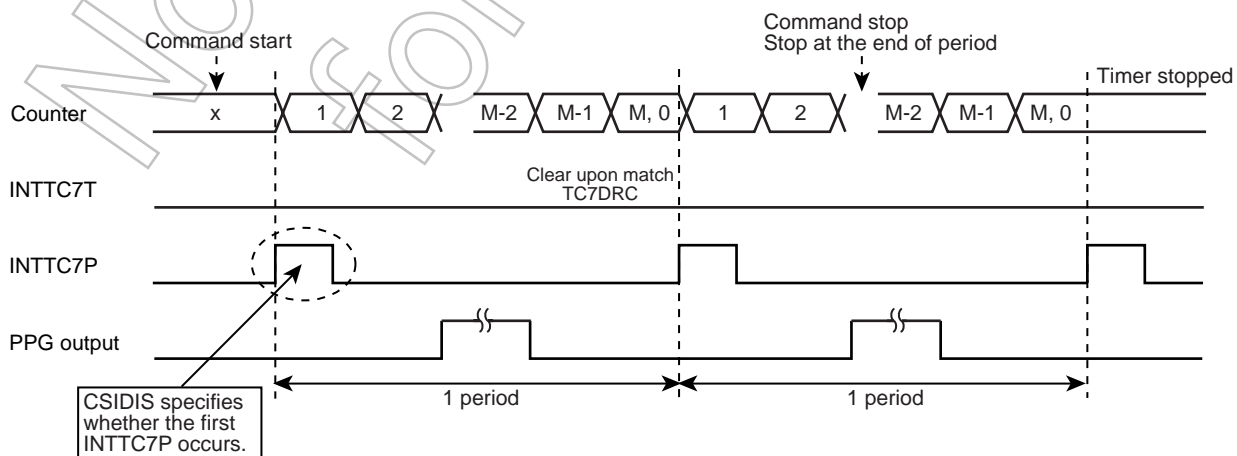 Command start
Command stop
Stop at the end of period
Timer stopped
Counter
x
1
2
M-2
M-1
M, 0
1
2
M-2
M-1
M, 0
INTTC7T
Clear upon match
TC7DRC
INTTC7P
PPG output
1 period
1 period
CSIDIS specifies
whether the first
INTTC7P occurs.